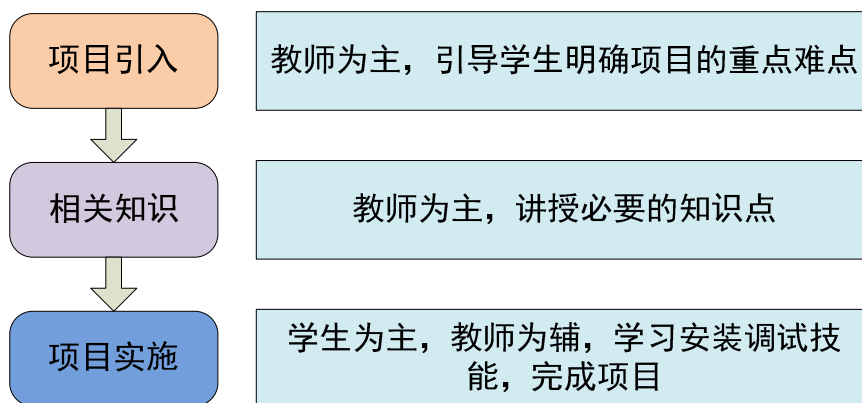 项目引入
教师为主，引导学生明确项目的重点难点
相关知识
教师为主，讲授必要的知识点
项目实施
学生为主，教师为辅，学习安装调试技
能，完成项目